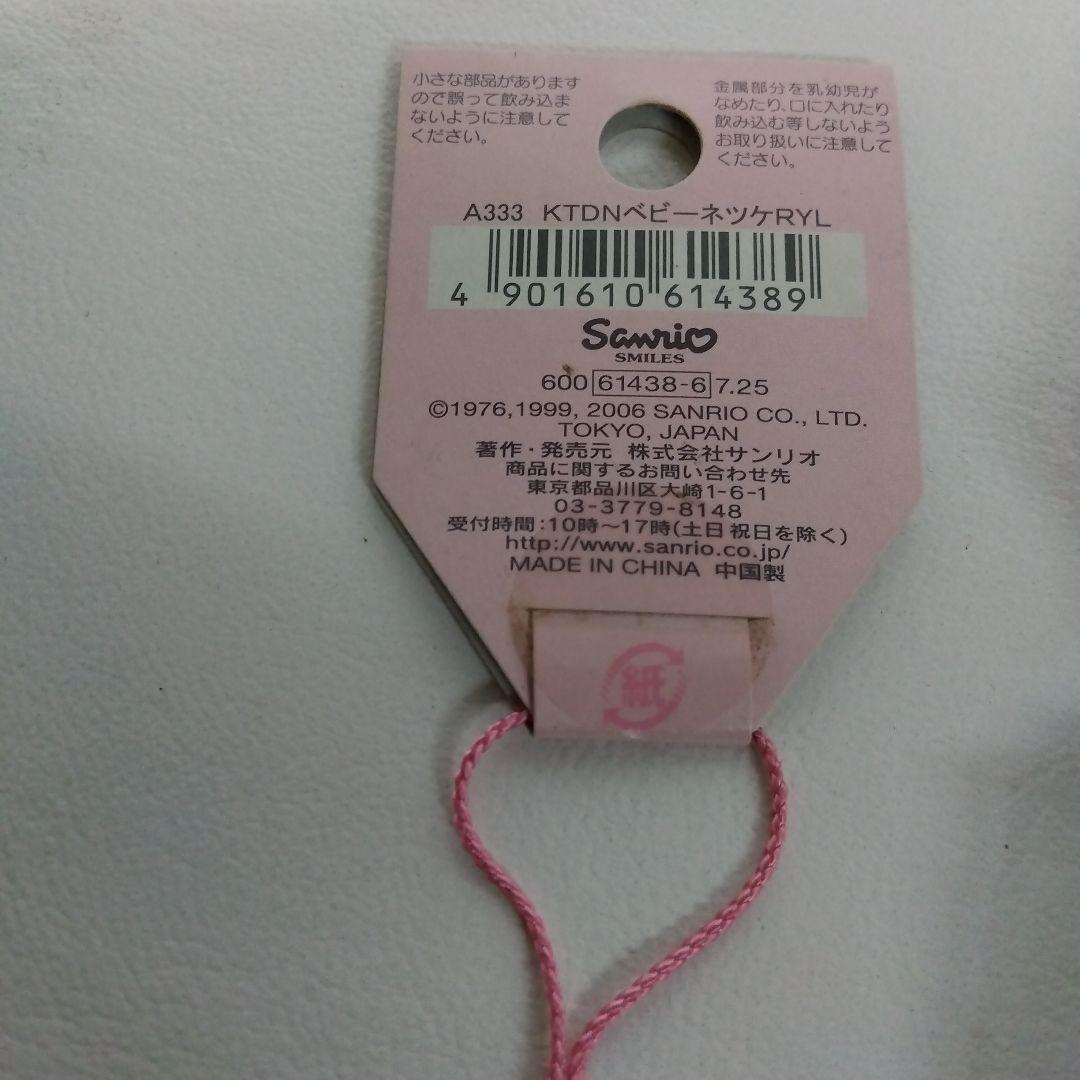 小さな部品があります
ので誤って飲み込ま
ないように注意して
ください。
金属部分を乳幼児が
なめたり、口に入れたり
飲み込む等しないよう
お取り扱いに注意して
ください。
A333 KTDNベビーネツケRYL
4 901610 614389
Sanrio
SMILES
600 61438-6 7.25
©1976,1999, 2006 SANRIO CO., LTD.
TOKYO, JAPAN
著作・発売元 株式会社サンリオ
商品に関するお問い合わせ先
東京都品川区大崎1-6-1
03-3779-8148
受付時間:10時〜17時(土日祝日を除く)
http://www.sanrio.co.jp/
MADE IN CHINA 中国製
紙